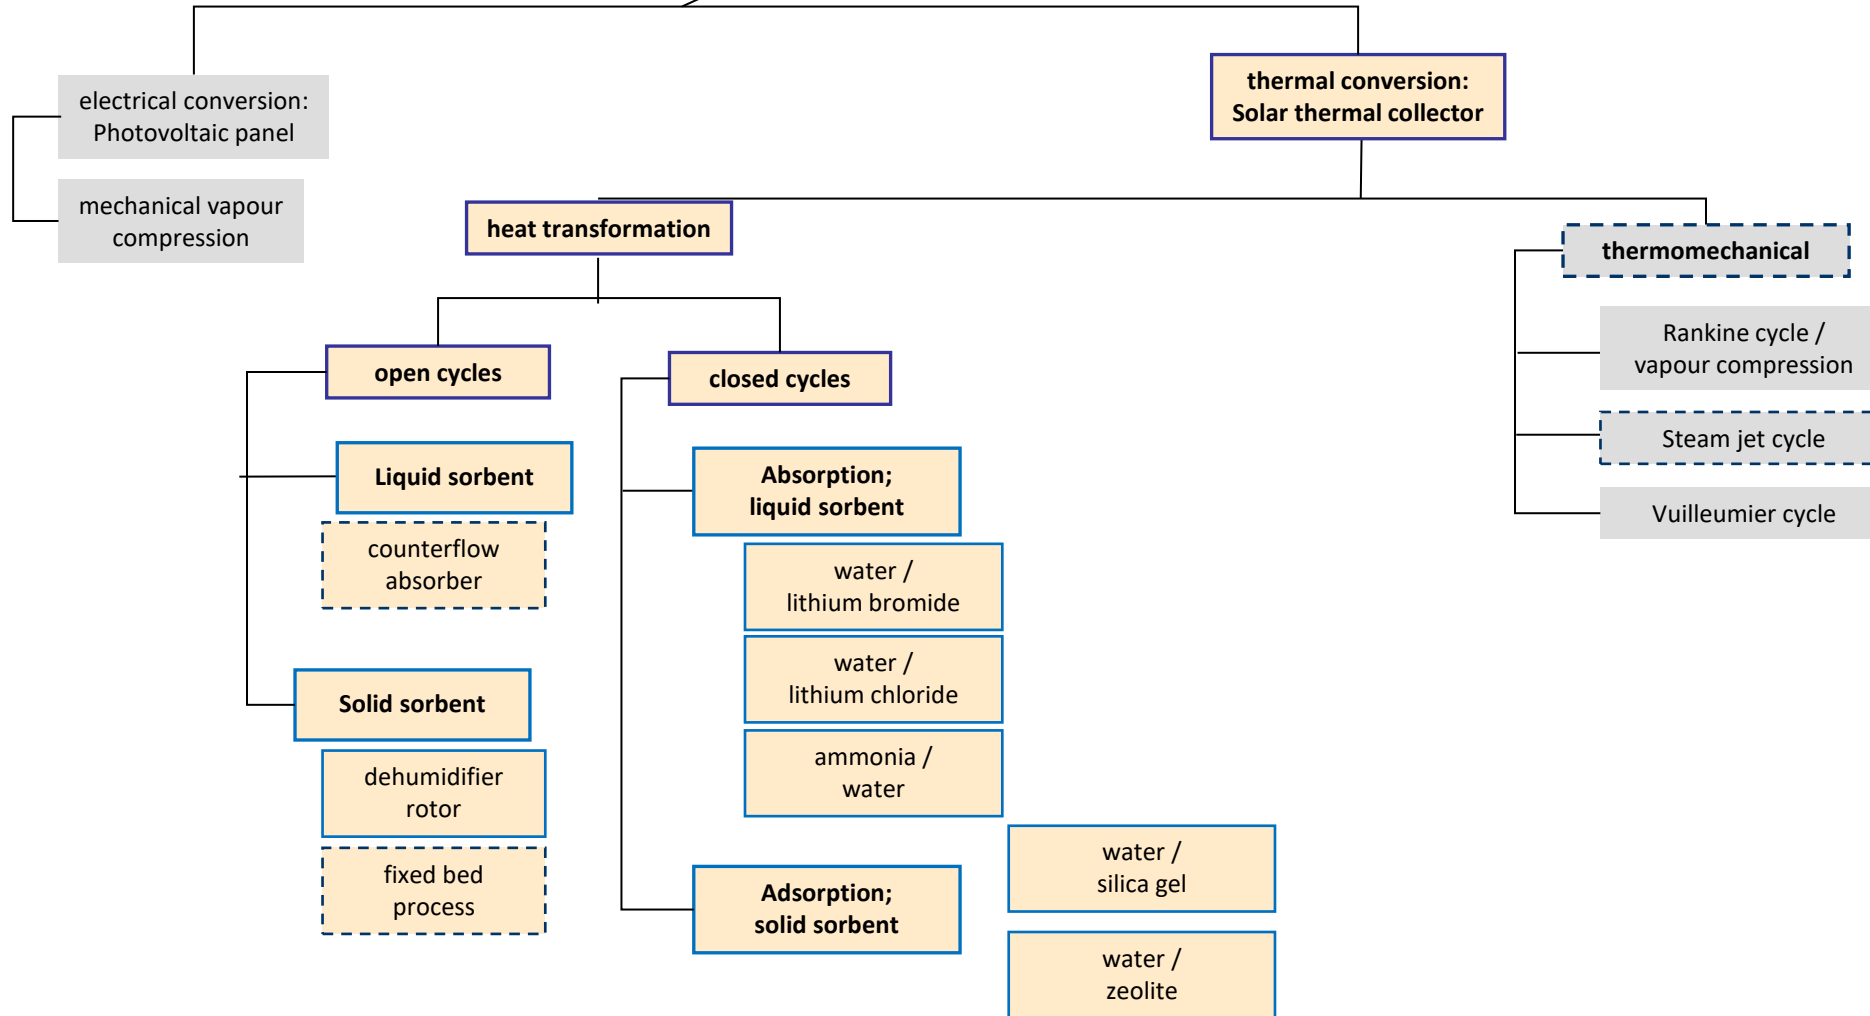 electrical conversion:
Photovoltaic panel
mechanical vapour
compression
thermal conversion:
Solar thermal collector
heat transformation
open cycles
Liquid sorbent
counterflow
absorber
Solid sorbent
dehumidifier
rotor
fixed bed
process
closed cycles
Absorption;
liquid sorbent
water /
lithium bromide
water /
lithium chloride
ammonia /
water
Adsorption;
solid sorbent
water /
silica gel
water /
zeolite
thermomechanical
Rankine cycle /
vapour compression
Steam jet cycle
Vuilleumier cycle